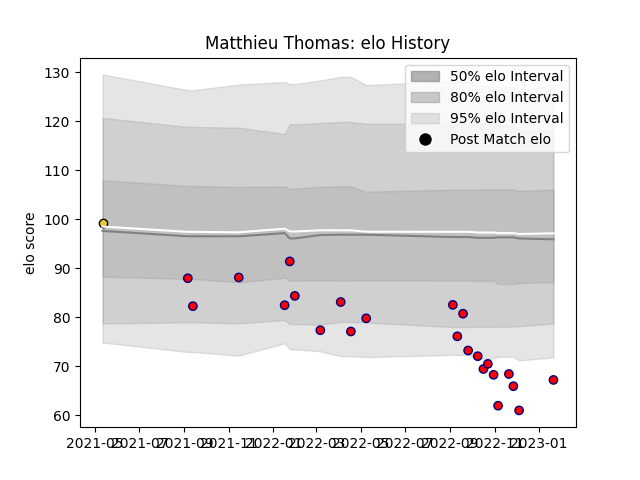 Matthieu Thomas: elo History
130
120
110
100
90
80
70
60
elo score
50% elo Interval
80% elo Interval
95% elo Interval
Post Match elo
2021-05 2021-07 2021-09 2021-11 2022-01 2022-03 2022-05 2022-07 2022-09 2022-11 2023-01